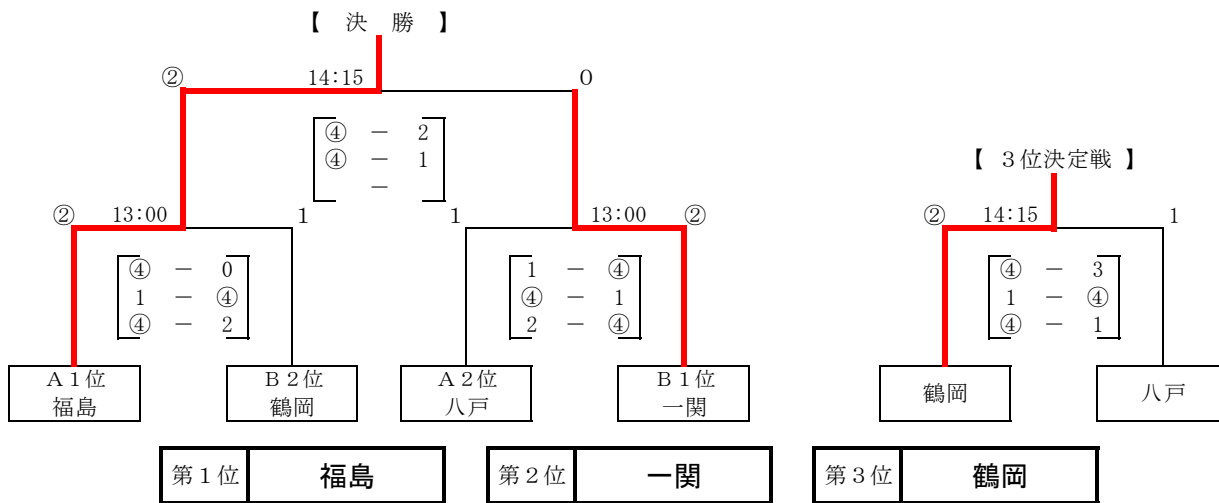 【 決 勝 】
② 14:15 0
④ － 2
④ － 1
－
【 3位決定戦 】
② 13:00 1
1 13:00 ②
② 14:15 1
④ － 0
1 － ④
④ － 2
1 － ④
④ － 1
2 － ④
④ － 3
1 － ④
④ － 1
A1位
福島
B2位
鶴岡
A2位
八戸
B1位
一関
鶴岡
八戸
第1位 福島
第2位 一関
第3位 鶴岡